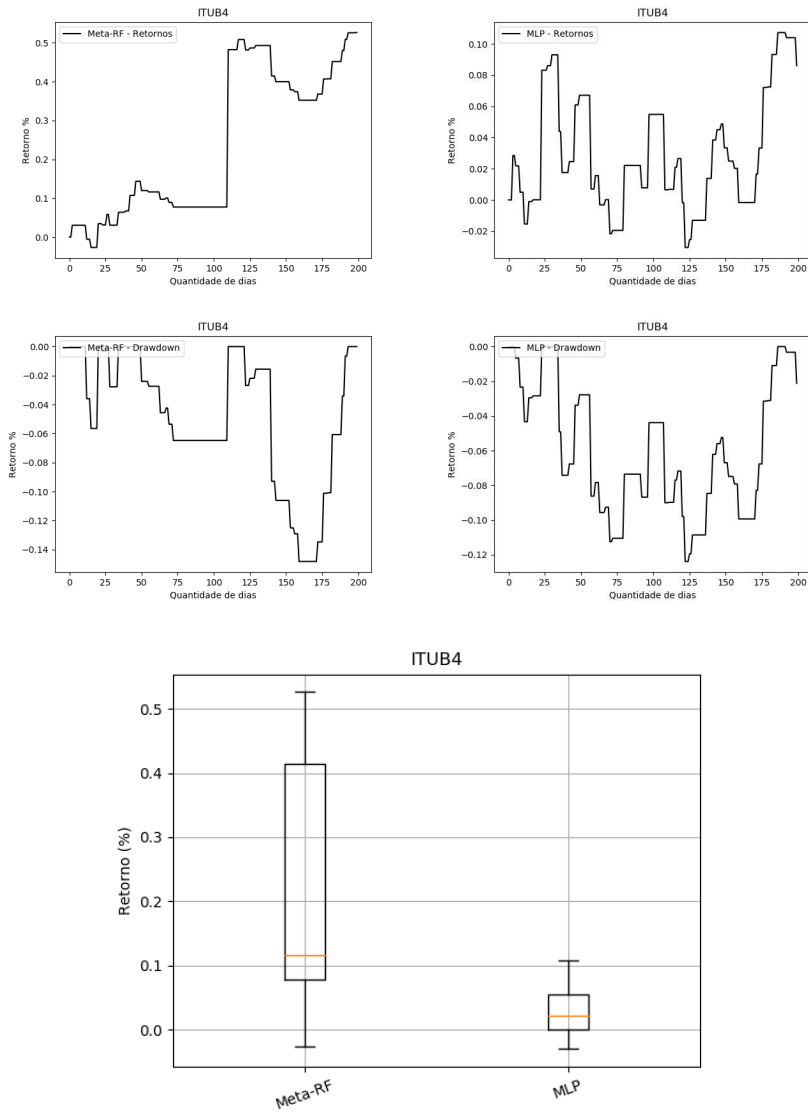 ITUB4
Meta-RF - Retornos
Retorno %
0.5
0.4
0.3
0.2
0.1
0.0
0 25 50 75 100 125 150 175 200
Quantidade de dias
ITUB4
MLP - Retornos
Retorno %
0.10
0.08
0.06
0.04
0.02
0.00
−0.02
0 25 50 75 100 125 150 175 200
Quantidade de dias
ITUB4
Meta-RF - Drawdown
Retorno %
0.00
−0.02
−0.04
−0.06
−0.08
−0.10
−0.12
−0.14
0 25 50 75 100 125 150 175 200
Quantidade de dias
ITUB4
MLP - Drawdown
Retorno %
0.00
−0.02
−0.04
−0.06
−0.08
−0.10
−0.12
0 25 50 75 100 125 150 175 200
Quantidade de dias
ITUB4
Retorno (%)
0.5
0.4
0.3
0.2
0.1
0.0
Meta-RF
MLP